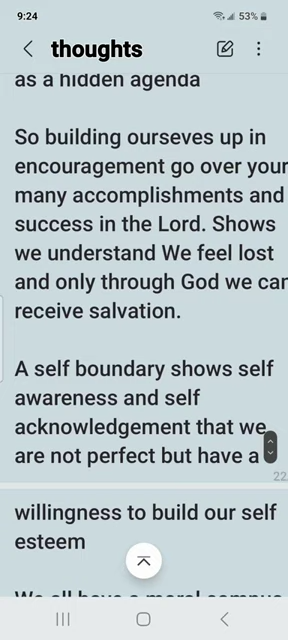 9:24
53%
thoughts
as a hidden agenda
So building ourseves up in
encouragement go over your
many accomplishments and
success in the Lord. Shows
we understand We feel lost
and only through God we can
receive salvation.
A self boundary shows self
awareness and self
acknowledgement that we
are not perfect but have a
22
willingness to build our self
esteem
We all have a moral